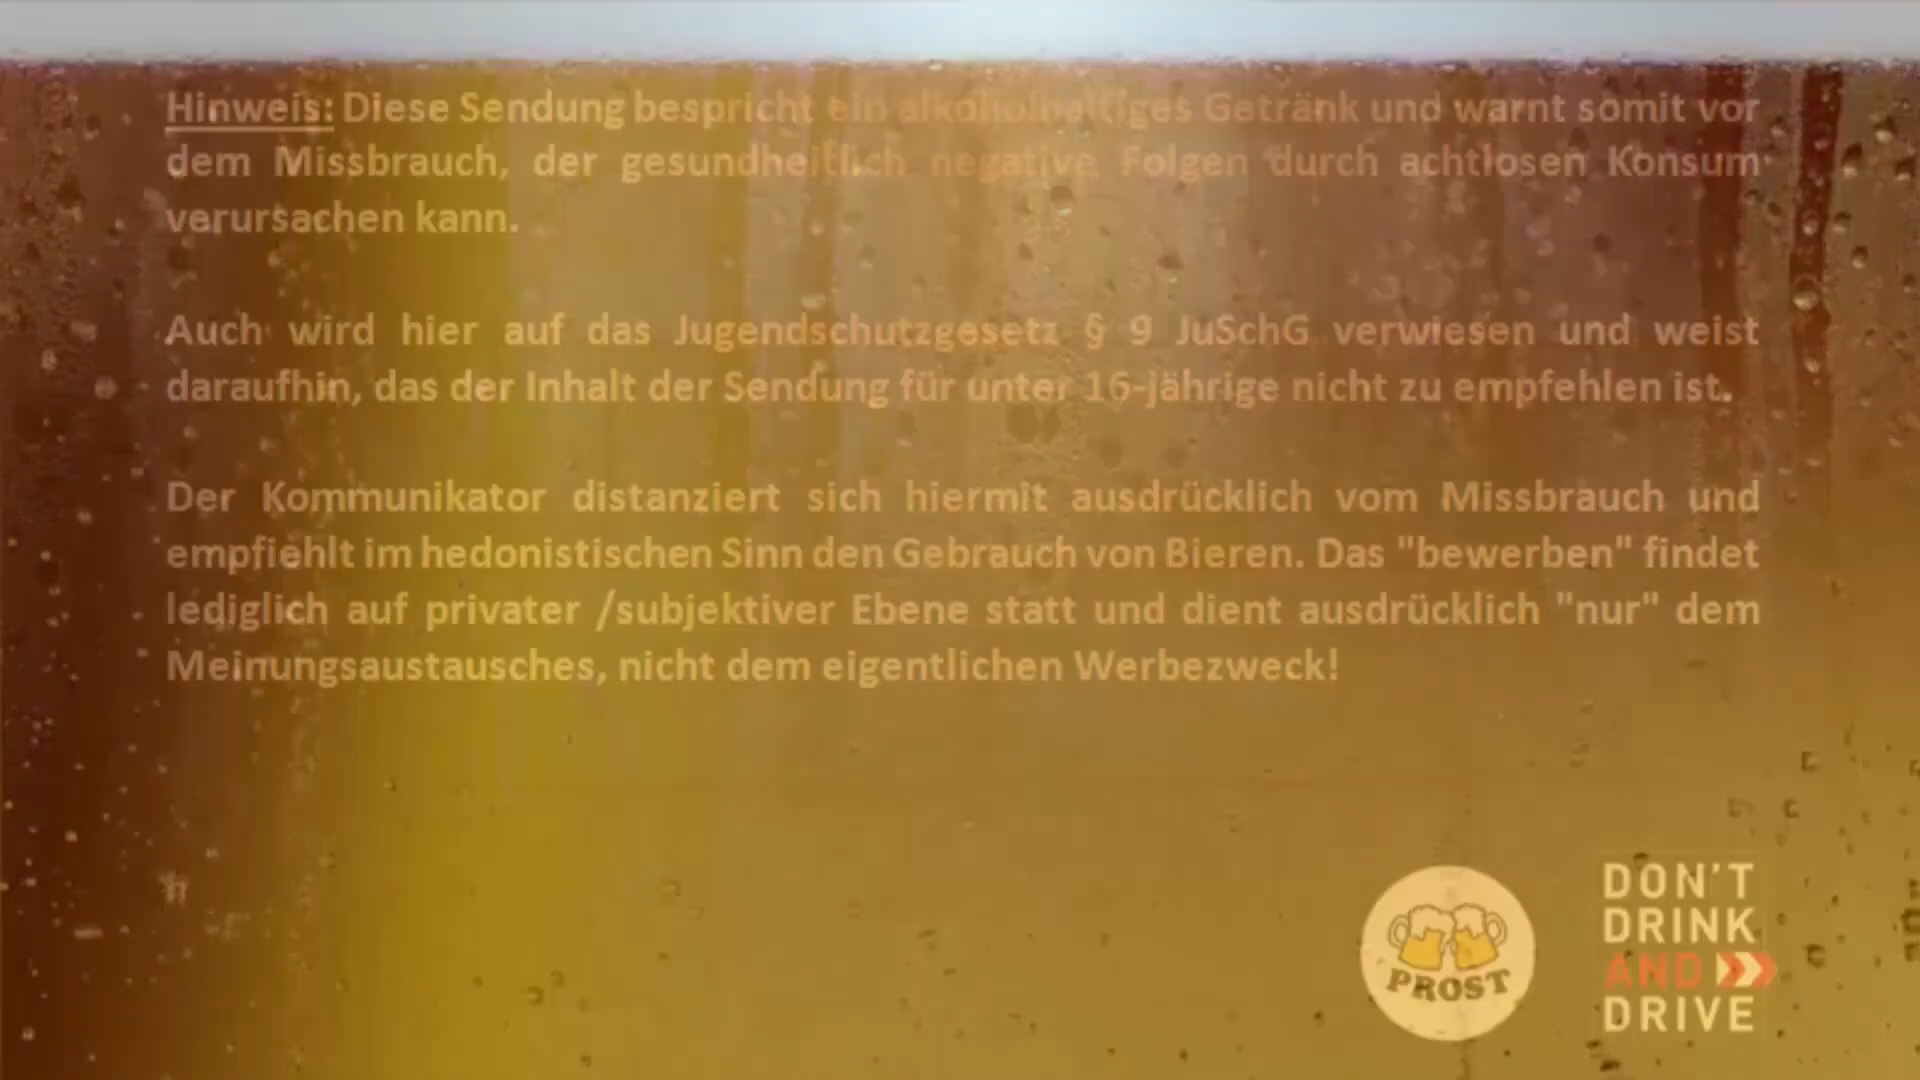 Hinweis: Diese Sendung bespricht ein alkoholhaltiges Getränk und warnt somit vor
dem Missbrauch, der gesundheitlich negative Folgen durch achtlosen Konsum
verursachen kann.
Auch wird hier auf das Jugendschutzgesetz § 9 JuSchG verwiesen und weist
daraufhin, das der Inhalt der Sendung für unter 16-jährige nicht zu empfehlen ist.
Der Kommunikator distanziert sich hiermit ausdrücklich vom Missbrauch und
empfiehlt im hedonistischen Sinn den Gebrauch von Bieren. Das "bewerben" findet
lediglich auf privater /subjektiver Ebene statt und dient ausdrücklich "nur" dem
Meinungsaustausches, nicht dem eigentlichen Werbezweck!
PROST
DON'T
DRINK
AND
DRIVE